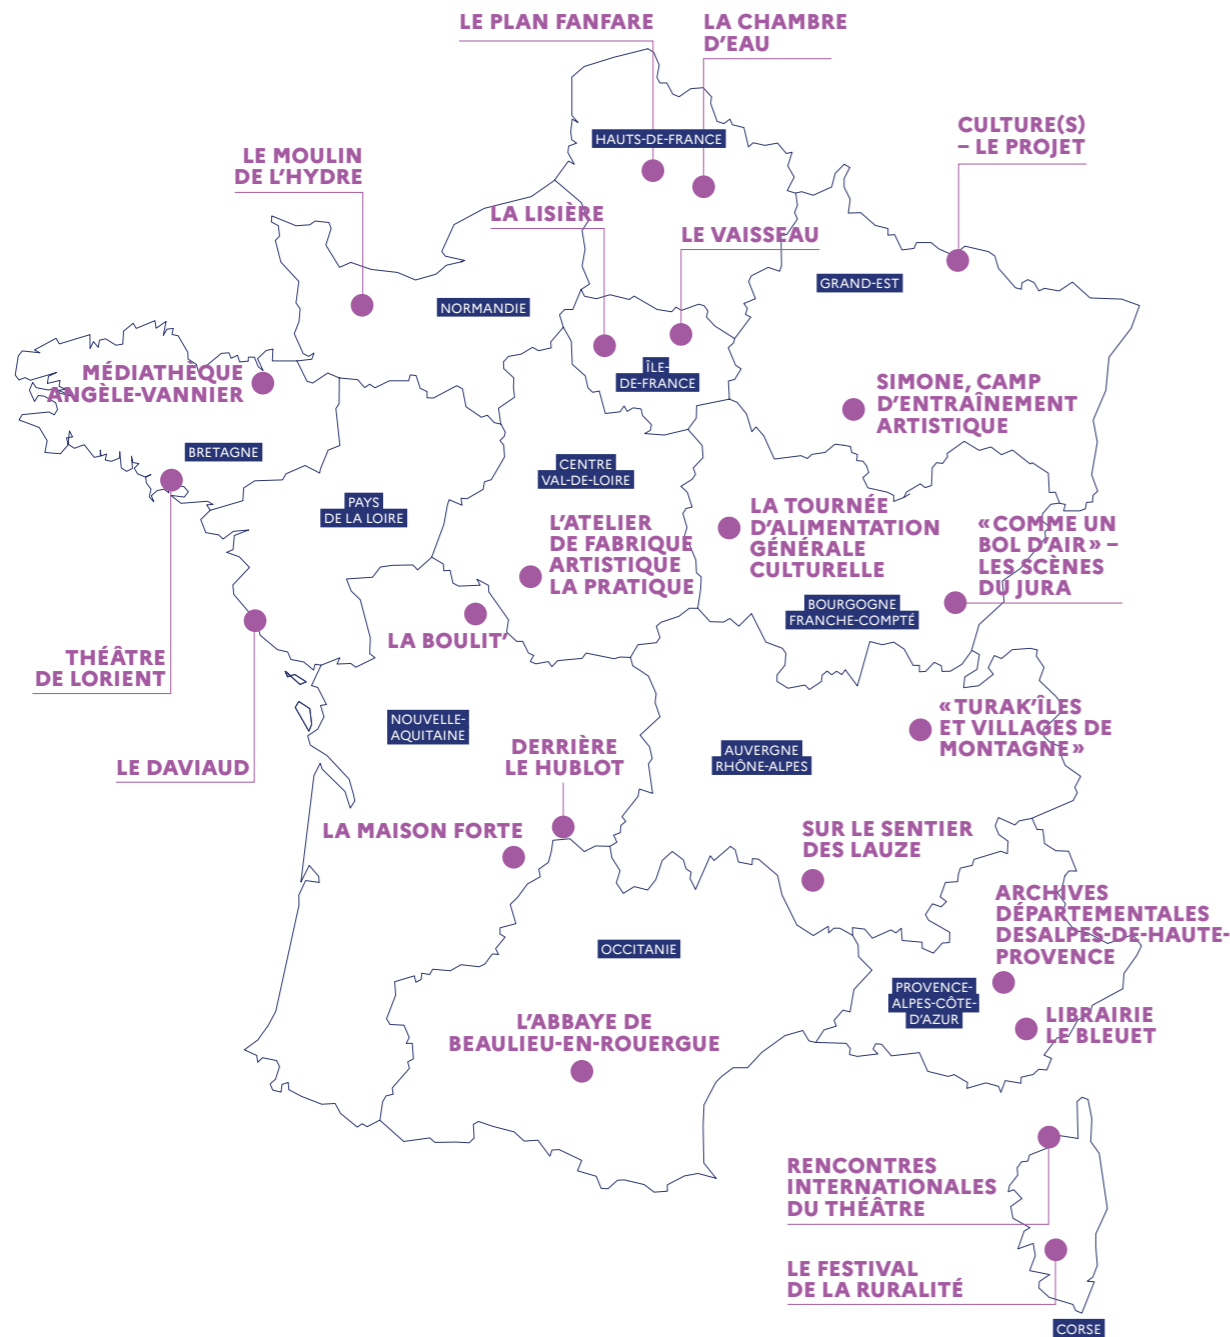 LE PLAN FANFARE
LA CHAMBRE
D'EAU
HAUTS-DE-FRANCE
CULTURE(S)
– LE PROJET
LE MOULIN
DE L'HYDRE
LA LISIÈRE
LE VAISSEAU
GRAND-EST
NORMANDIE
MÉDIATHÈQUE
ANGÈLE-VANNIER
ÎLE-
DE-FRANCE
SIMONE, CAMP
D'ENTRAÎNEMENT
ARTISTIQUE
BRETAGNE
CENTRE
VAL-DE-LOIRE
PAYS
DE LA LOIRE
L'ATELIER
DE FABRIQUE
ARTISTIQUE
LA PRATIQUE
LA TOURNÉE
D'ALIMENTATION
GÉNÉRALE
CULTURELLE
« COMME UN
BOL D'AIR » –
LES SCÈNES
DU JURA
BOURGOGNE
FRANCHE-COMPTÉ
LA BOULIT'
THÉÂTRE
DE LORIENT
LE DAVIAUD
NOUVELLE-
AQUITAINE
DERRIÈRE
LE HUBLOT
AUVERGNE
RHÔNE-ALPES
« TURAK'ÎLES
ET VILLAGES DE
MONTAGNE »
LA MAISON FORTE
SUR LE SENTIER
DES LAUZE
ARCHIVES
DÉPARTEMENTALES
DESALPES-DE-HAUTE-
PROVENCE
OCCITANIE
PROVENCE-
ALPES-CÔTE-
D'AZUR
LIBRAIRIE
LE BLEUET
L'ABBAYE DE
BEAULIEU-EN-ROUERGUE
RENCONTRES
INTERNATIONALES
DU THÉÂTRE
LE FESTIVAL
DE LA RURALITÉ
CORSE